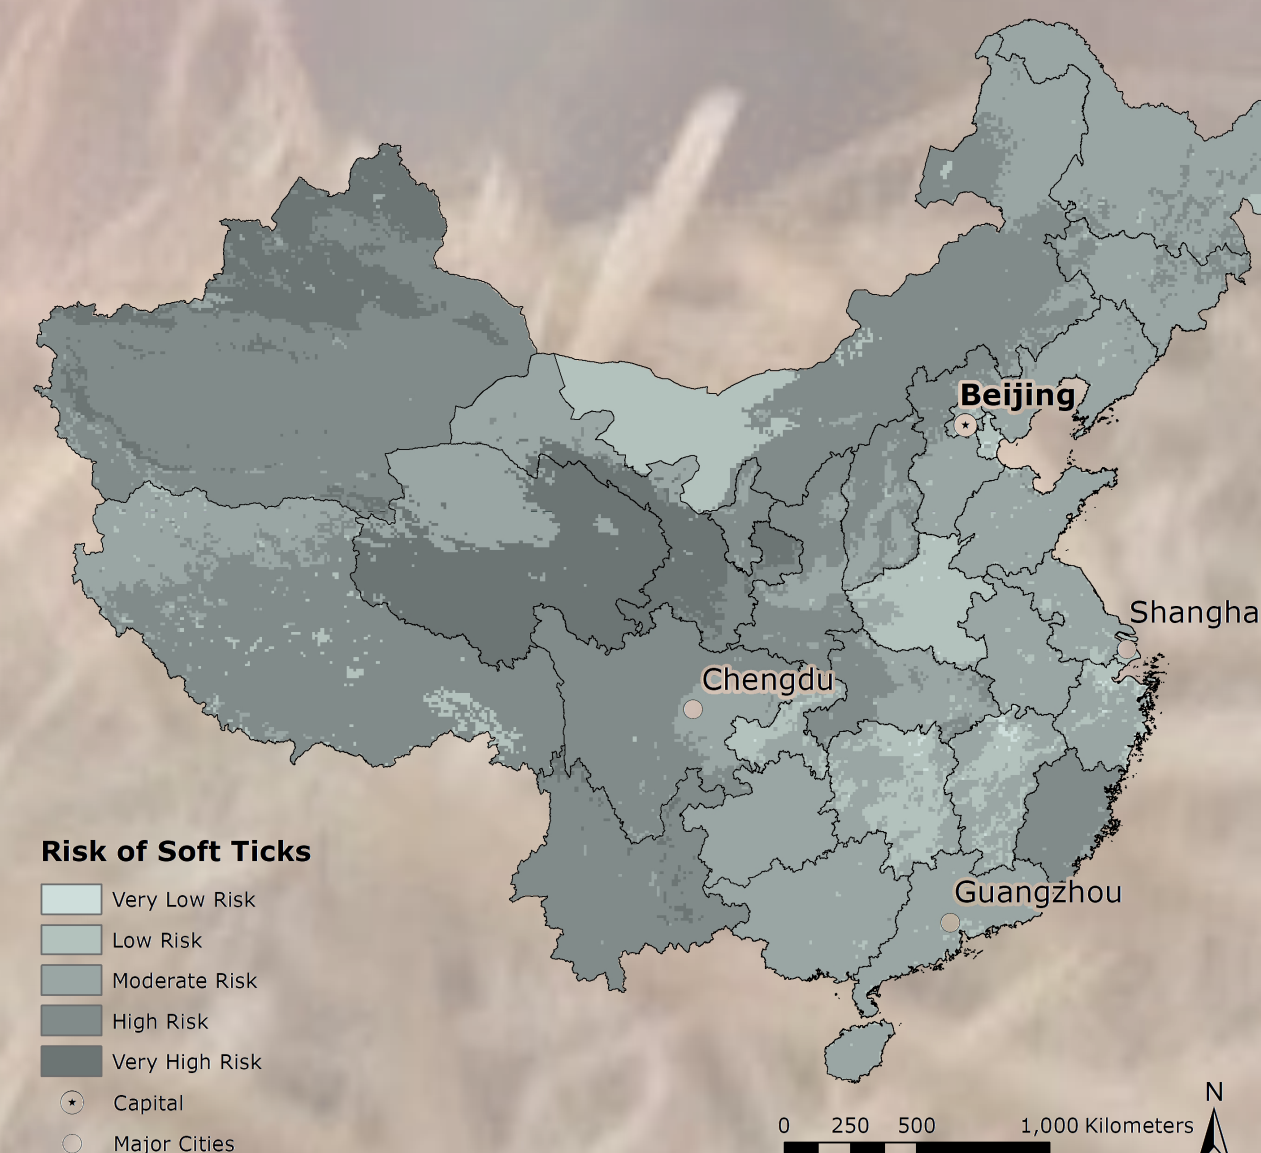 Beijing
Shangha
Chengdu
Guangzhou
Risk of Soft Ticks
Very Low Risk
Low Risk
Moderate Risk
High Risk
Very High Risk
Capital
Major Cities
N
0 250 500 1,000 Kilometers